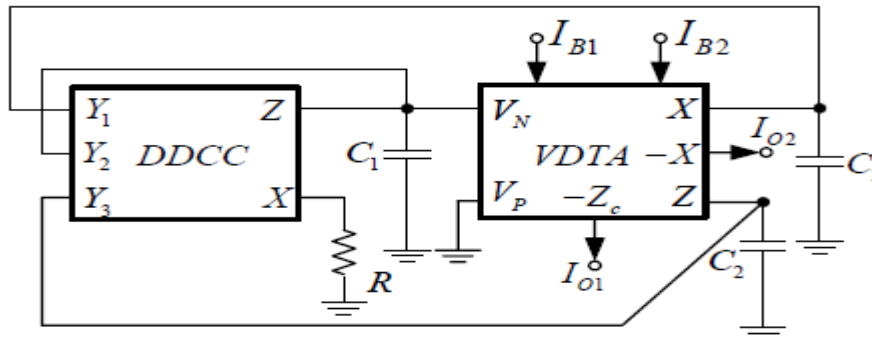 I_{B1} I_{B2}
Y_1 Z V_N X
I_{O2}
Y_2 DDCC C_1 VDTA -X
C
Y_3 X V_P -Z_c Z
C_2
R I_{O1}